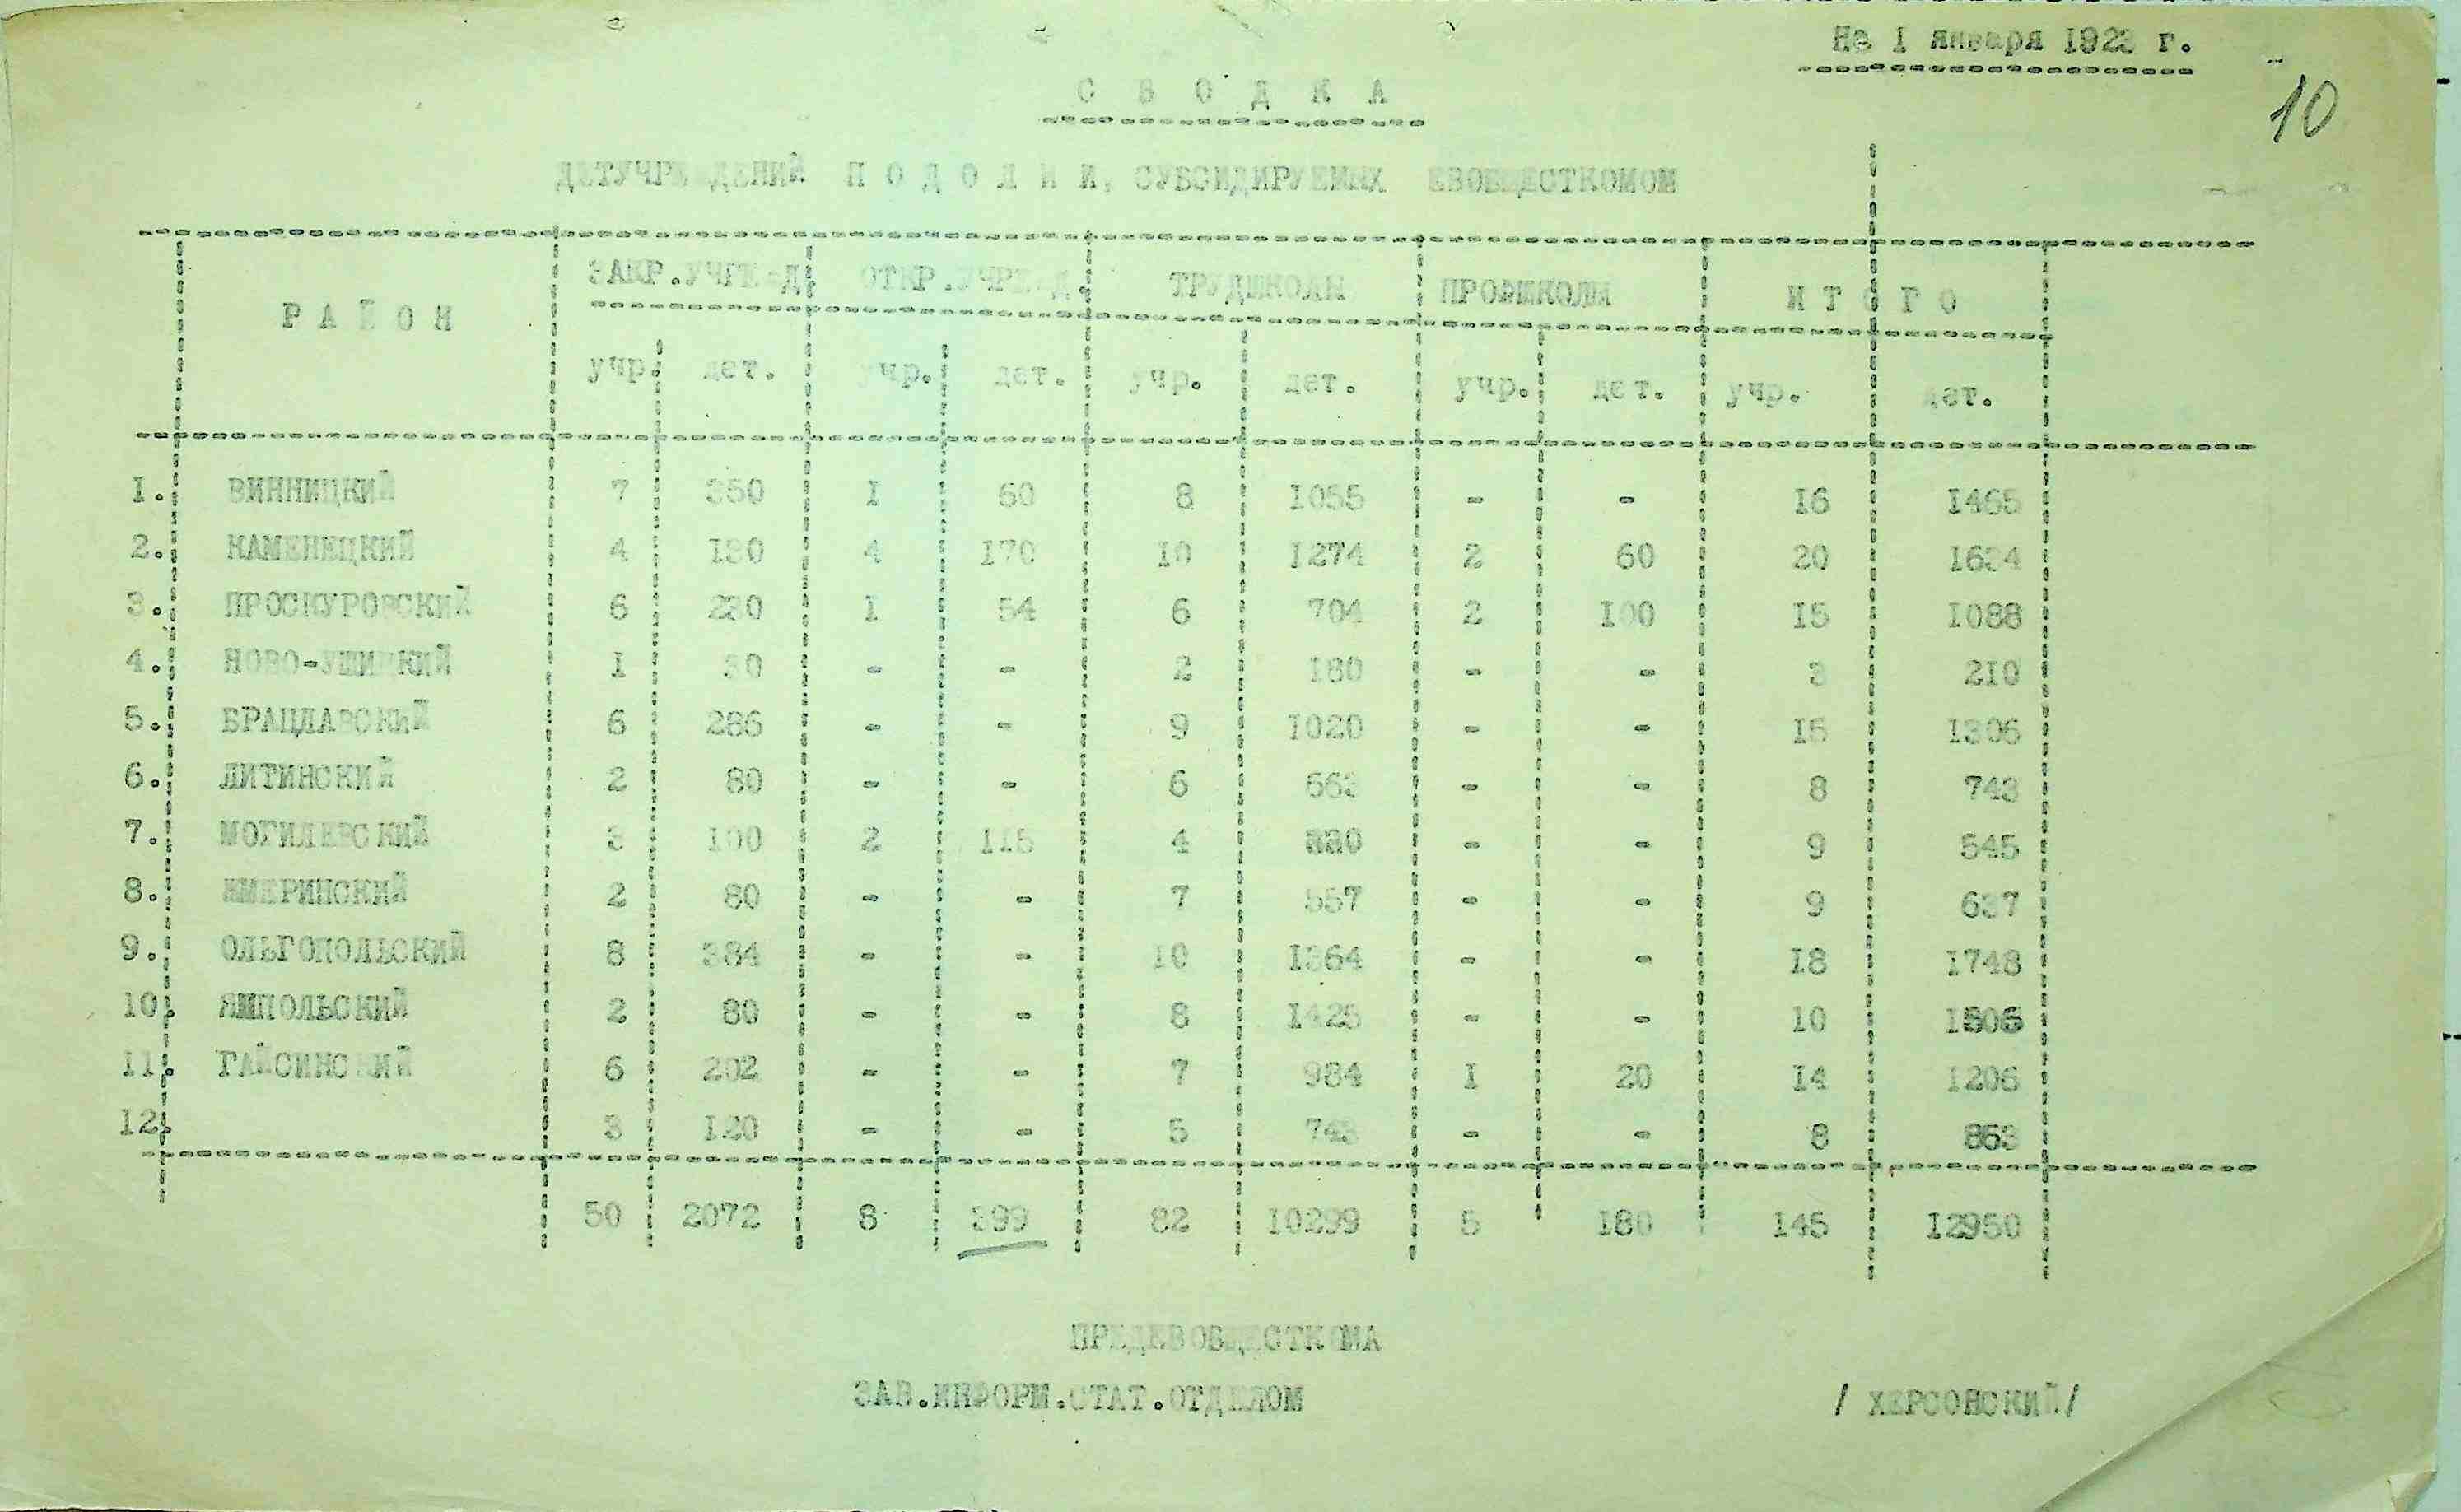 На 1 января 1923 г.
10
С В О Д К А
ДЕТУЧРЕЖДЕНИЙ П О Д О Л И И, СУБСИДИРУЕМЫХ ЕВОБЩЕСТКОМОМ
РАЙОН ЗАКР.УЧРЕЖД. ОТКР.УЧРЕЖД. ТРУДШКОЛЫ ПРОФШКОЛЫ И Т О Г О
учр. дет. учр. дет. учр. дет. учр. дет. учр. дет.
1. ВИННИЦКИЙ 7 350 1 60 8 1055 - - 16 1465
2. КАМЕНЕЦКИЙ 4 130 4 170 10 1274 2 60 20 1634
3. ПРОСКУРОВСКИЙ 6 230 1 54 6 704 2 100 15 1088
4. НОВО-УШИЦКИЙ 1 30 - - 2 180 - - 3 210
5. БРАЦЛАВСКИЙ 6 286 - - 9 1020 - - 15 1306
6. ЛИТИНСКИЙ 2 80 - - 6 663 - - 8 743
7. МОГИЛЕВСКИЙ 3 100 2 115 4 330 - - 9 545
8. ЖМЕРИНСКИЙ 2 80 - - 7 557 - - 9 637
9. ОЛЬГОПОЛЬСКИЙ 8 384 - - 10 1364 - - 18 1748
10. ЯМПОЛЬСКИЙ 2 80 - - 8 1425 - - 10 1505
11. ГАЙСИНСКИЙ 6 202 - - 7 984 1 20 14 1206
12. 3 120 - - 5 743 - - 8 863
50 2072 8 399 82 10299 5 180 145 12950
ПРЕДЕВОБЩЕСТКОМА
ЗАВ.ИНФОРМ.СТАТ.ОТДЕЛОМ / ХЕРСОНСКИЙ/